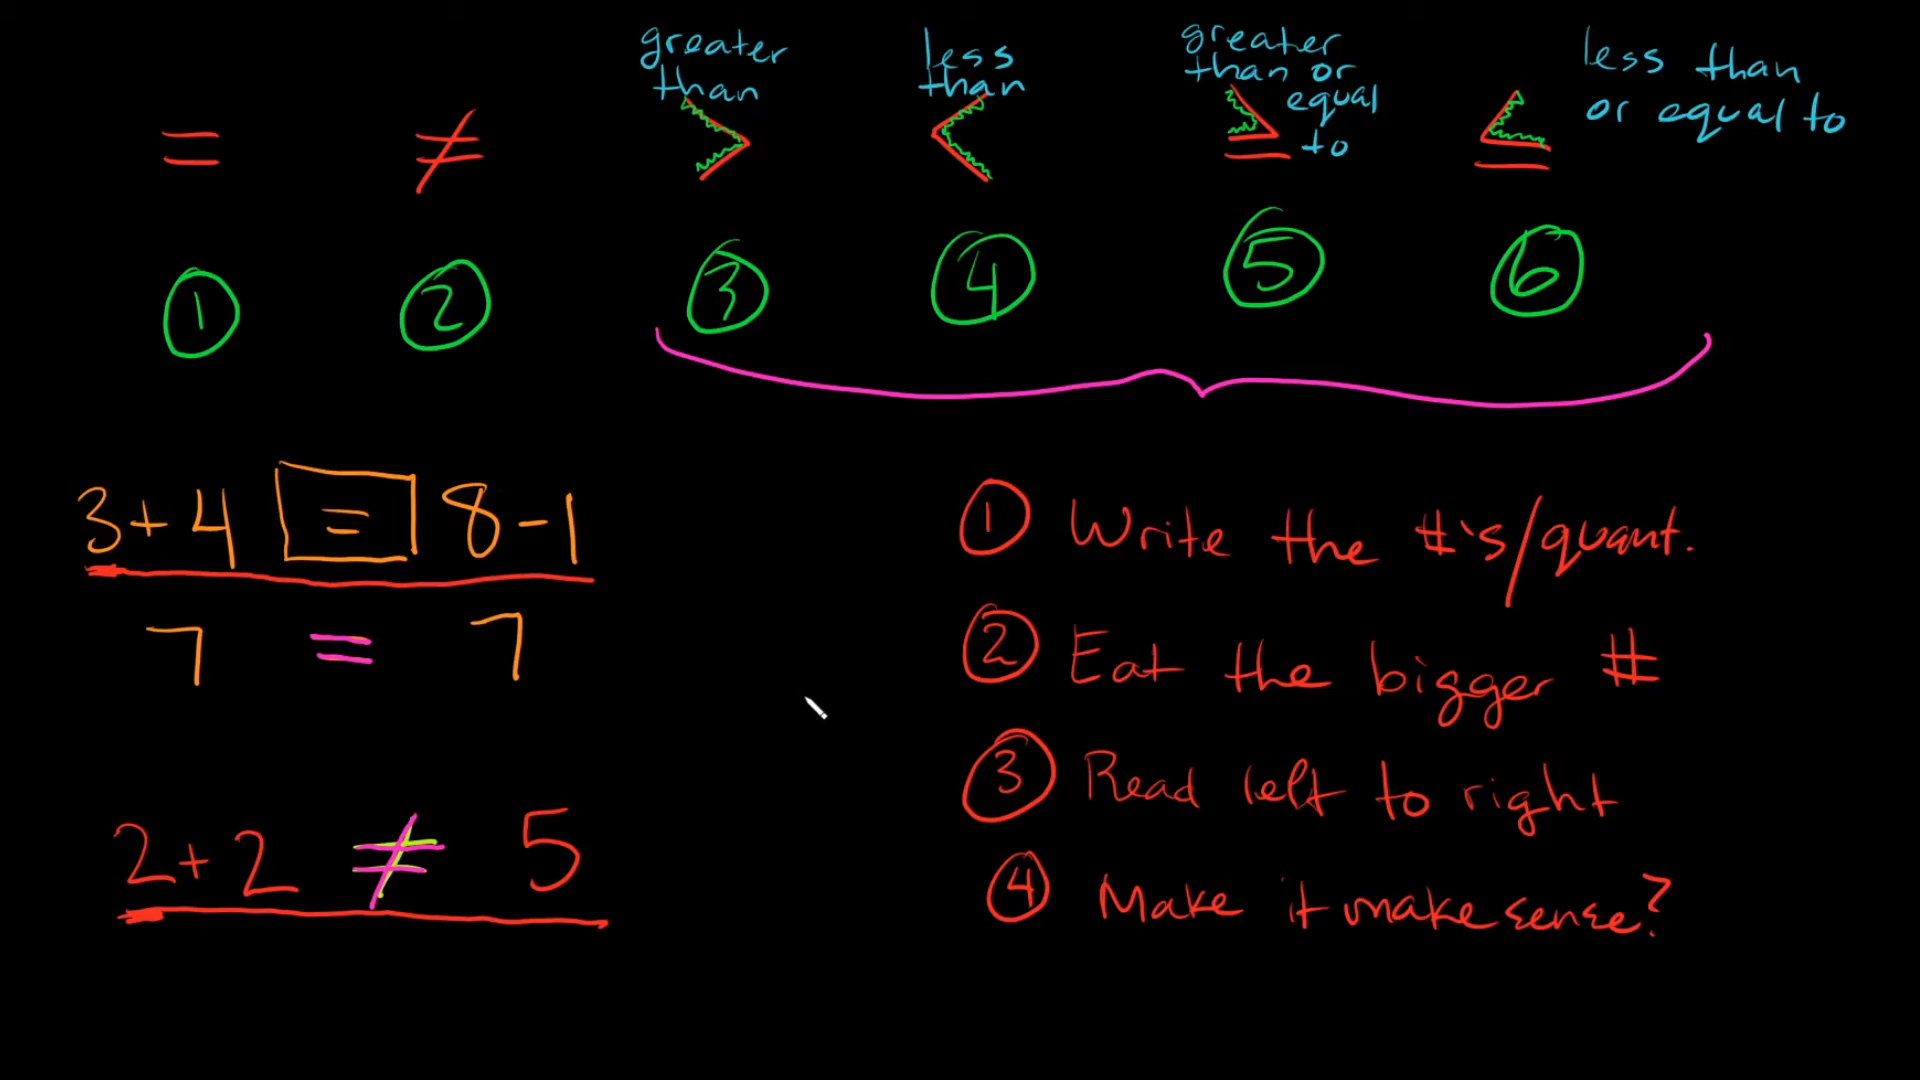 greater than
less than
greater than or equal to
less than or equal to
= ≠ > < ≥ ≤
① ② ③ ④ ⑤ ⑥
3+4 = 8-1
7 = 7
2+2 ≠ 5
① Write the #'s/quant.
② Eat the bigger #
③ Read left to right
④ Make it make sense?